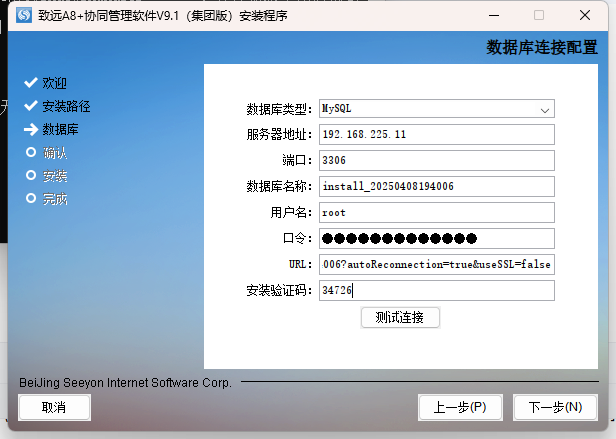 致远A8+协同管理软件V9.1（集团版）安装程序
数据库连接配置
欢迎
安装路径
数据库
确认
安装
完成
数据库类型： MySQL
服务器地址： 192.168.225.11
端口： 3306
数据库名称： install_20250408194006
用户名： root
口令： ●●●●●●●●●●●●●
URL： 006?autoReconnection=true&useSSL=false
安装验证码： 34726
测试连接
BeiJing Seeyon Internet Software Corp.
取消
上一步(P)
下一步(N)